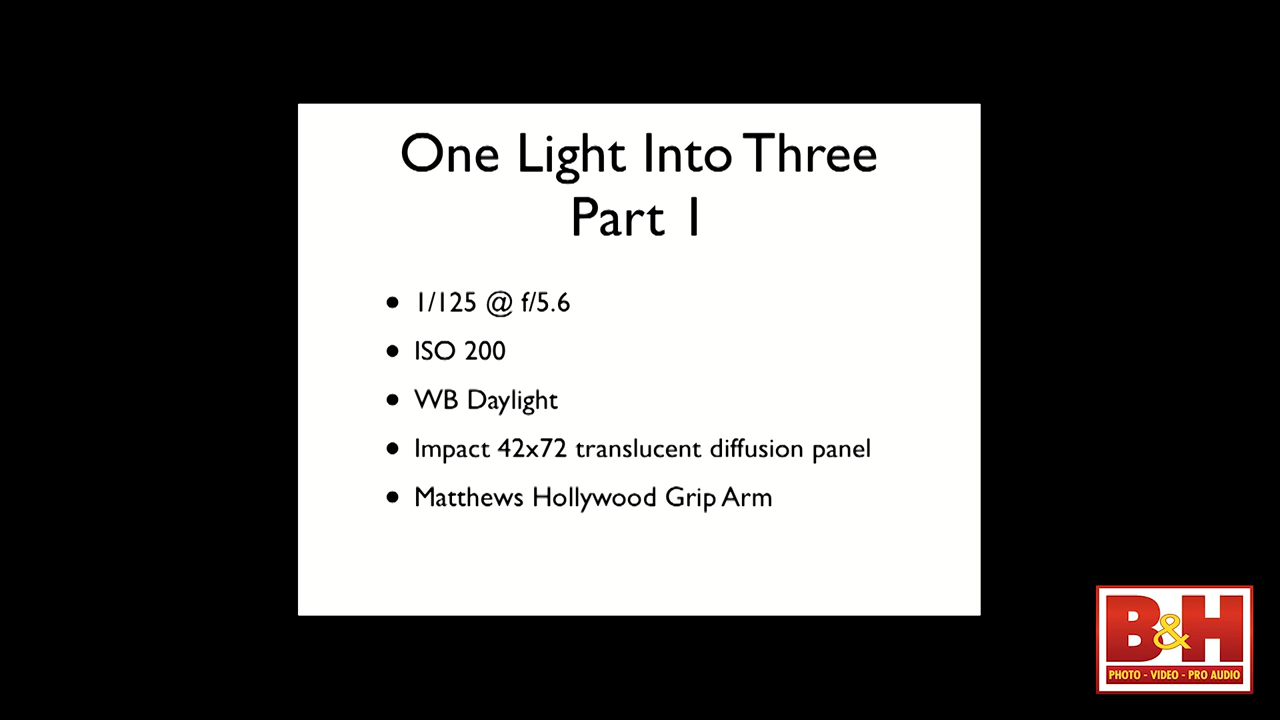 One Light Into Three
Part 1
• 1/125 @ f/5.6
• ISO 200
• WB Daylight
• Impact 42x72 translucent diffusion panel
• Matthews Hollywood Grip Arm
B&H
PHOTO - VIDEO - PRO AUDIO